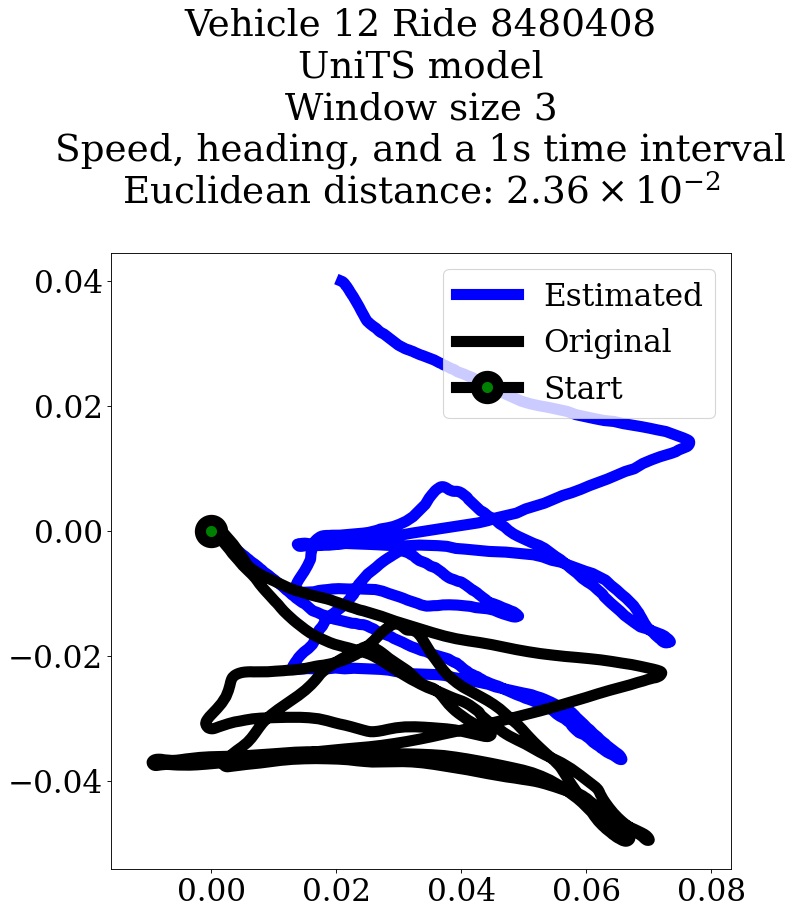 Vehicle 12 Ride 8480408
UniTS model
Window size 3
Speed, heading, and a 1s time interval
Euclidean distance: 2.36 × 10⁻²
Estimated
Original
Start
0.04
0.02
0.00
−0.02
−0.04
0.00 0.02 0.04 0.06 0.08